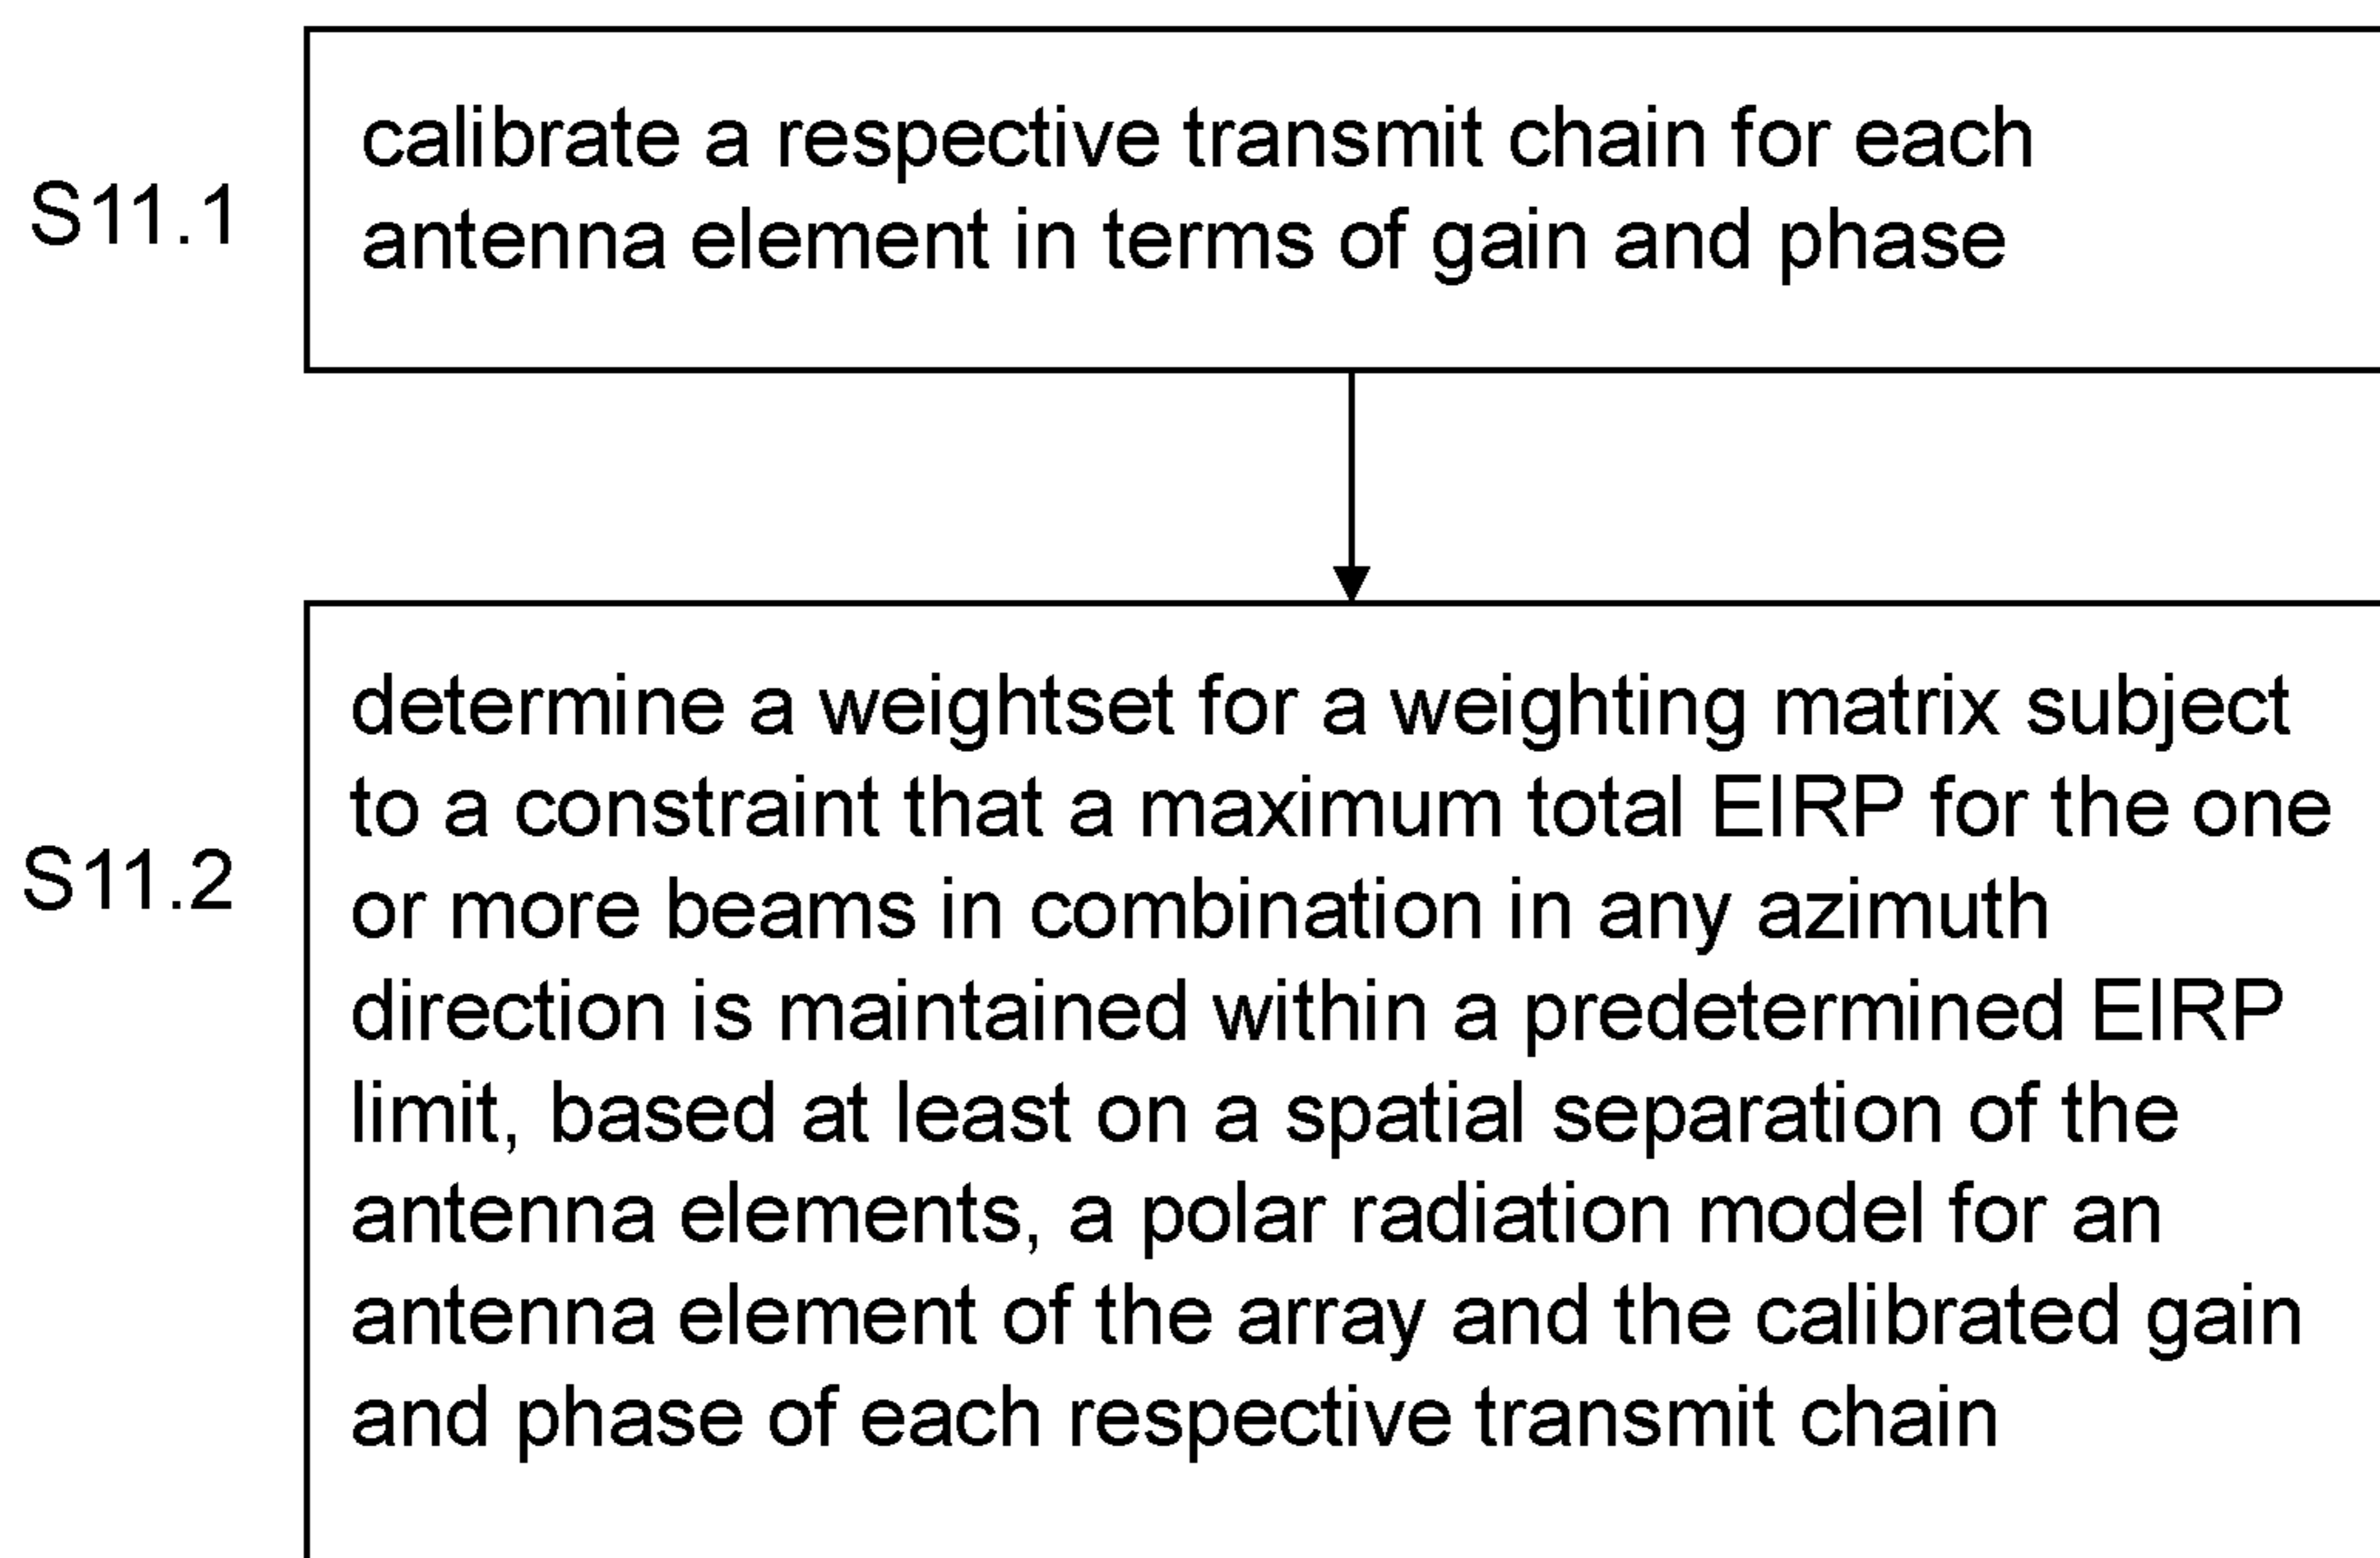 S11.1
calibrate a respective transmit chain for each
antenna element in terms of gain and phase
S11.2
determine a weightset for a weighting matrix subject
to a constraint that a maximum total EIRP for the one
or more beams in combination in any azimuth
direction is maintained within a predetermined EIRP
limit, based at least on a spatial separation of the
antenna elements, a polar radiation model for an
antenna element of the array and the calibrated gain
and phase of each respective transmit chain